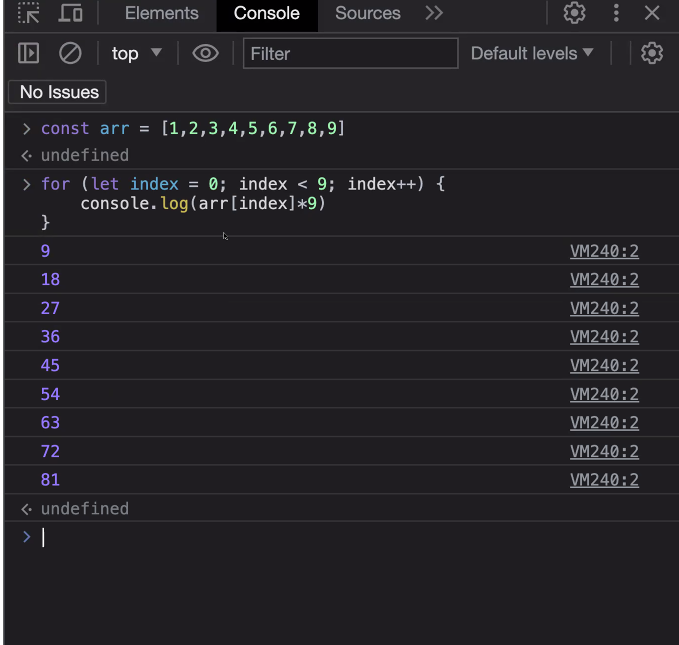 Elements Console Sources
top Filter Default levels
No Issues
> const arr = [1,2,3,4,5,6,7,8,9]
undefined
> for (let index = 0; index < 9; index++) {
console.log(arr[index]*9)
}
9 VM240:2
18 VM240:2
27 VM240:2
36 VM240:2
45 VM240:2
54 VM240:2
63 VM240:2
72 VM240:2
81 VM240:2
undefined
>